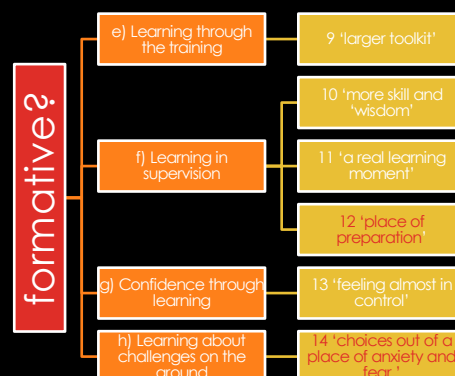 formative?
e) Learning through
the training
9 'larger toolkit'
f) Learning in
supervision
10 'more skill and
'wisdom'
11 'a real learning
moment'
12 'place of
preparation'
g) Confidence through
learning
13 'feeling almost in
control'
h) Learning about
challenges on the
ground
14 'choices out of a
place of anxiety and
fear '